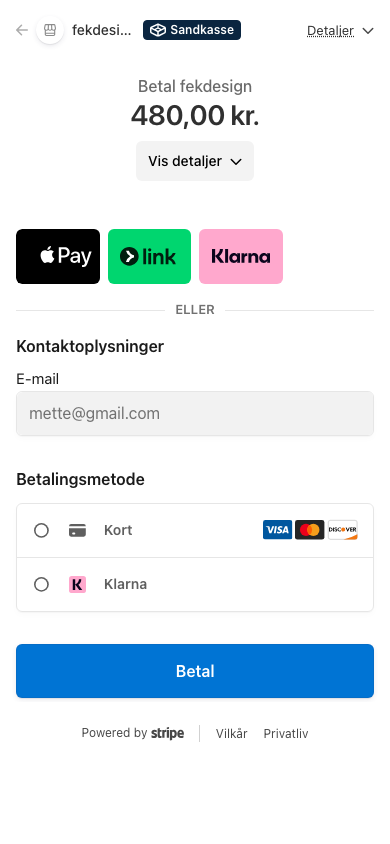 fekdesi... Sandkasse Detaljer
Betal fekdesign
480,00 kr.
Vis detaljer
Pay link Klarna
ELLER
Kontaktoplysninger
E-mail
mette@gmail.com
Betalingsmetode
Kort VISA DISCOVER
K Klarna
Betal
Powered by stripe Vilkår Privatliv